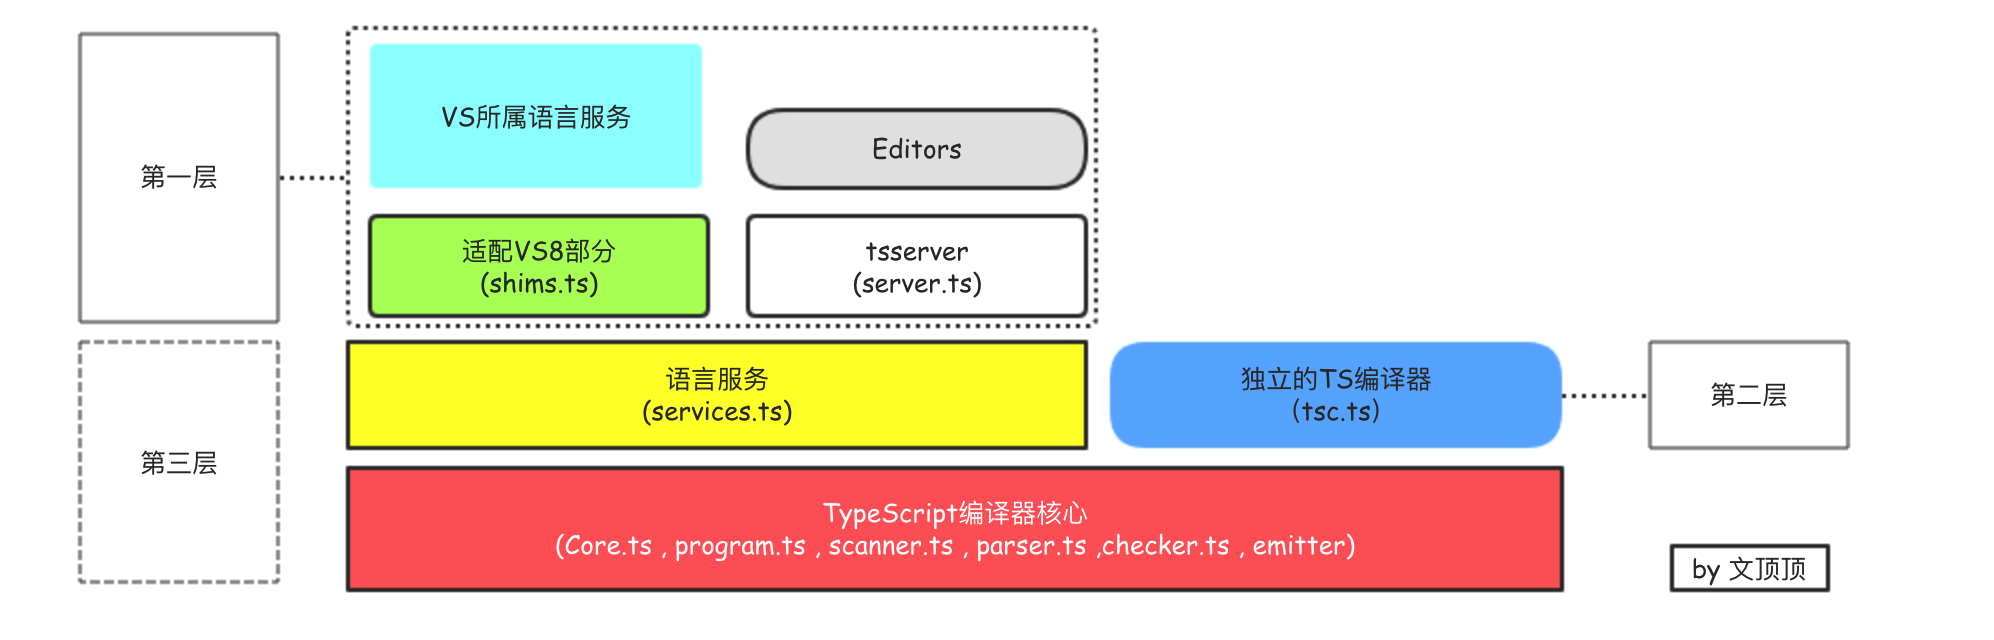 第一层
VS所属语言服务
Editors
适配VS8部分
(shims.ts)
tsserver
(server.ts)
第三层
语言服务
(services.ts)
独立的TS编译器
(tsc.ts)
第二层
TypeScript编译器核心
(Core.ts , program.ts , scanner.ts , parser.ts ,checker.ts , emitter)
by 文顶顶